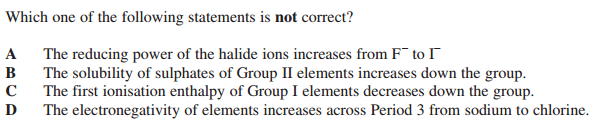 Which one of the following statements is not correct?
A The reducing power of the halide ions increases from F⁻ to I⁻
B The solubility of sulphates of Group II elements increases down the group.
C The first ionisation enthalpy of Group I elements decreases down the group.
D The electronegativity of elements increases across Period 3 from sodium to chlorine.